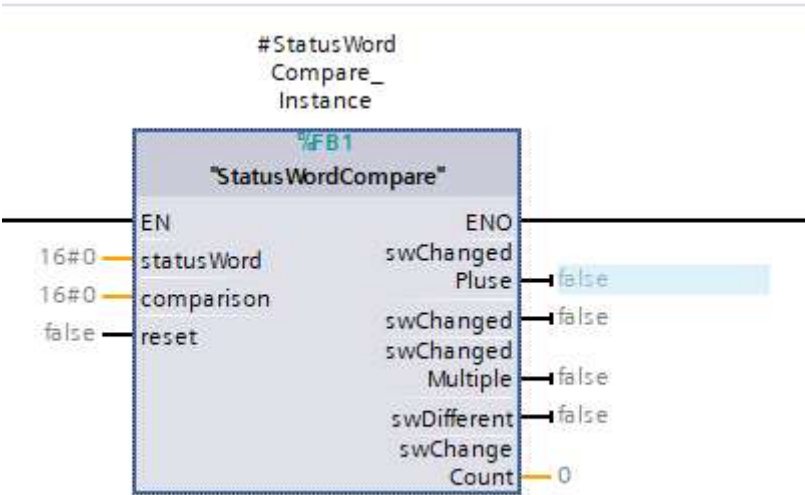 #StatusWord
Compare_
Instance
%FB1
"StatusWordCompare"
EN ENO
16#0 statusWord swChanged
Pluse false
16#0 comparison
swChanged false
false reset
swChanged
Multiple false
swDifferent false
swChange
Count 0